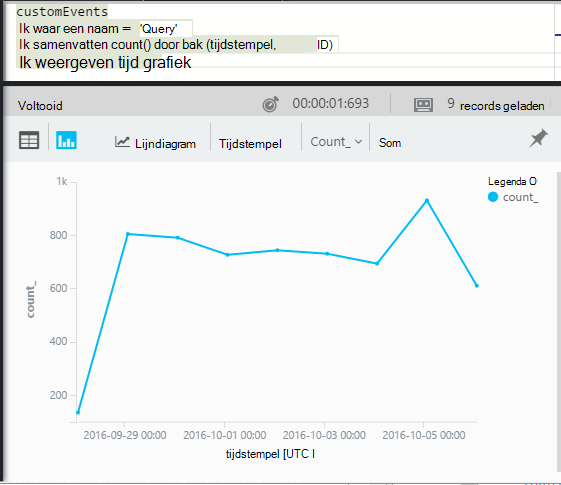 customEvents
Ik waar een naam = 'Query'
Ik samenvatten count() door bak (tijdstempel, ID)
Ik weergeven tijd grafiek
Voltooid 00:00:01:693 9 records geladen
Lijndiagram Tijdstempel Count_ Som
Legenda O
count_
1k
800
600
400
200
count_
2016-09-29 00:00 2016-10-01 00:00 2016-10-03 00:00 2016-10-05 00:00
tijdstempel [UTC I